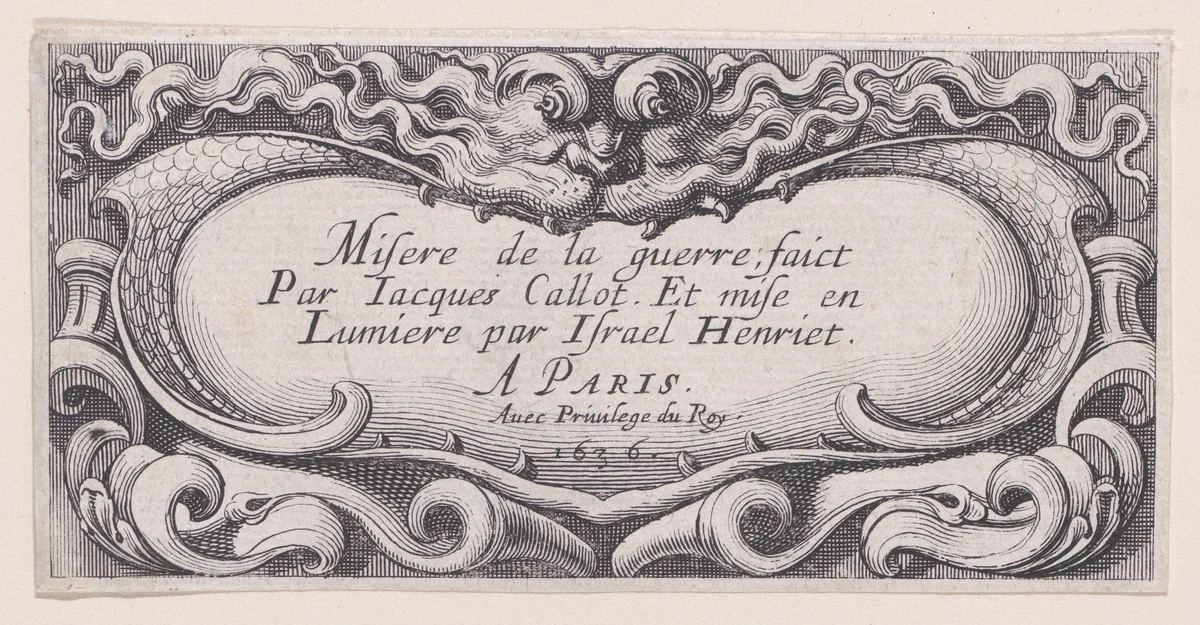 Miſere de la guerre; faict
Par Iacques Callot. Et miſe en
Lumiere par Iſrael Henriet.
A PARIS.
Auec Priuilege du Roy.
1636.